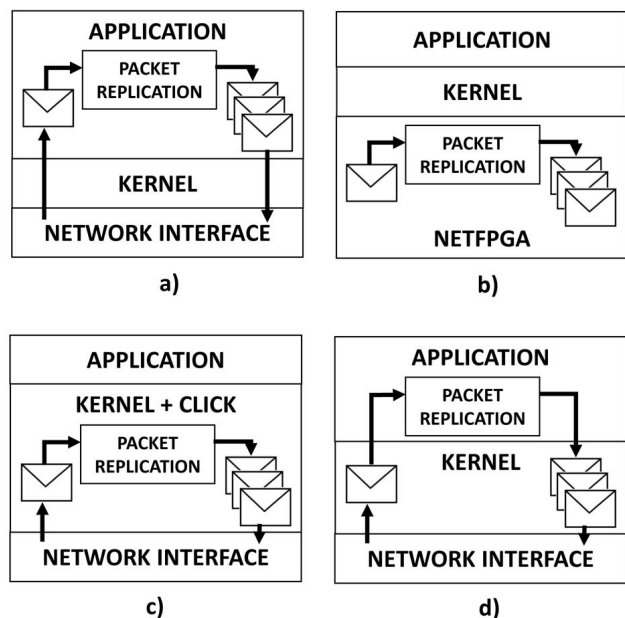 APPLICATION
PACKET
REPLICATION
KERNEL
NETWORK INTERFACE
a)
APPLICATION
KERNEL
PACKET
REPLICATION
NETFPGA
b)
APPLICATION
KERNEL + CLICK
PACKET
REPLICATION
NETWORK INTERFACE
c)
APPLICATION
PACKET
REPLICATION
KERNEL
NETWORK INTERFACE
d)